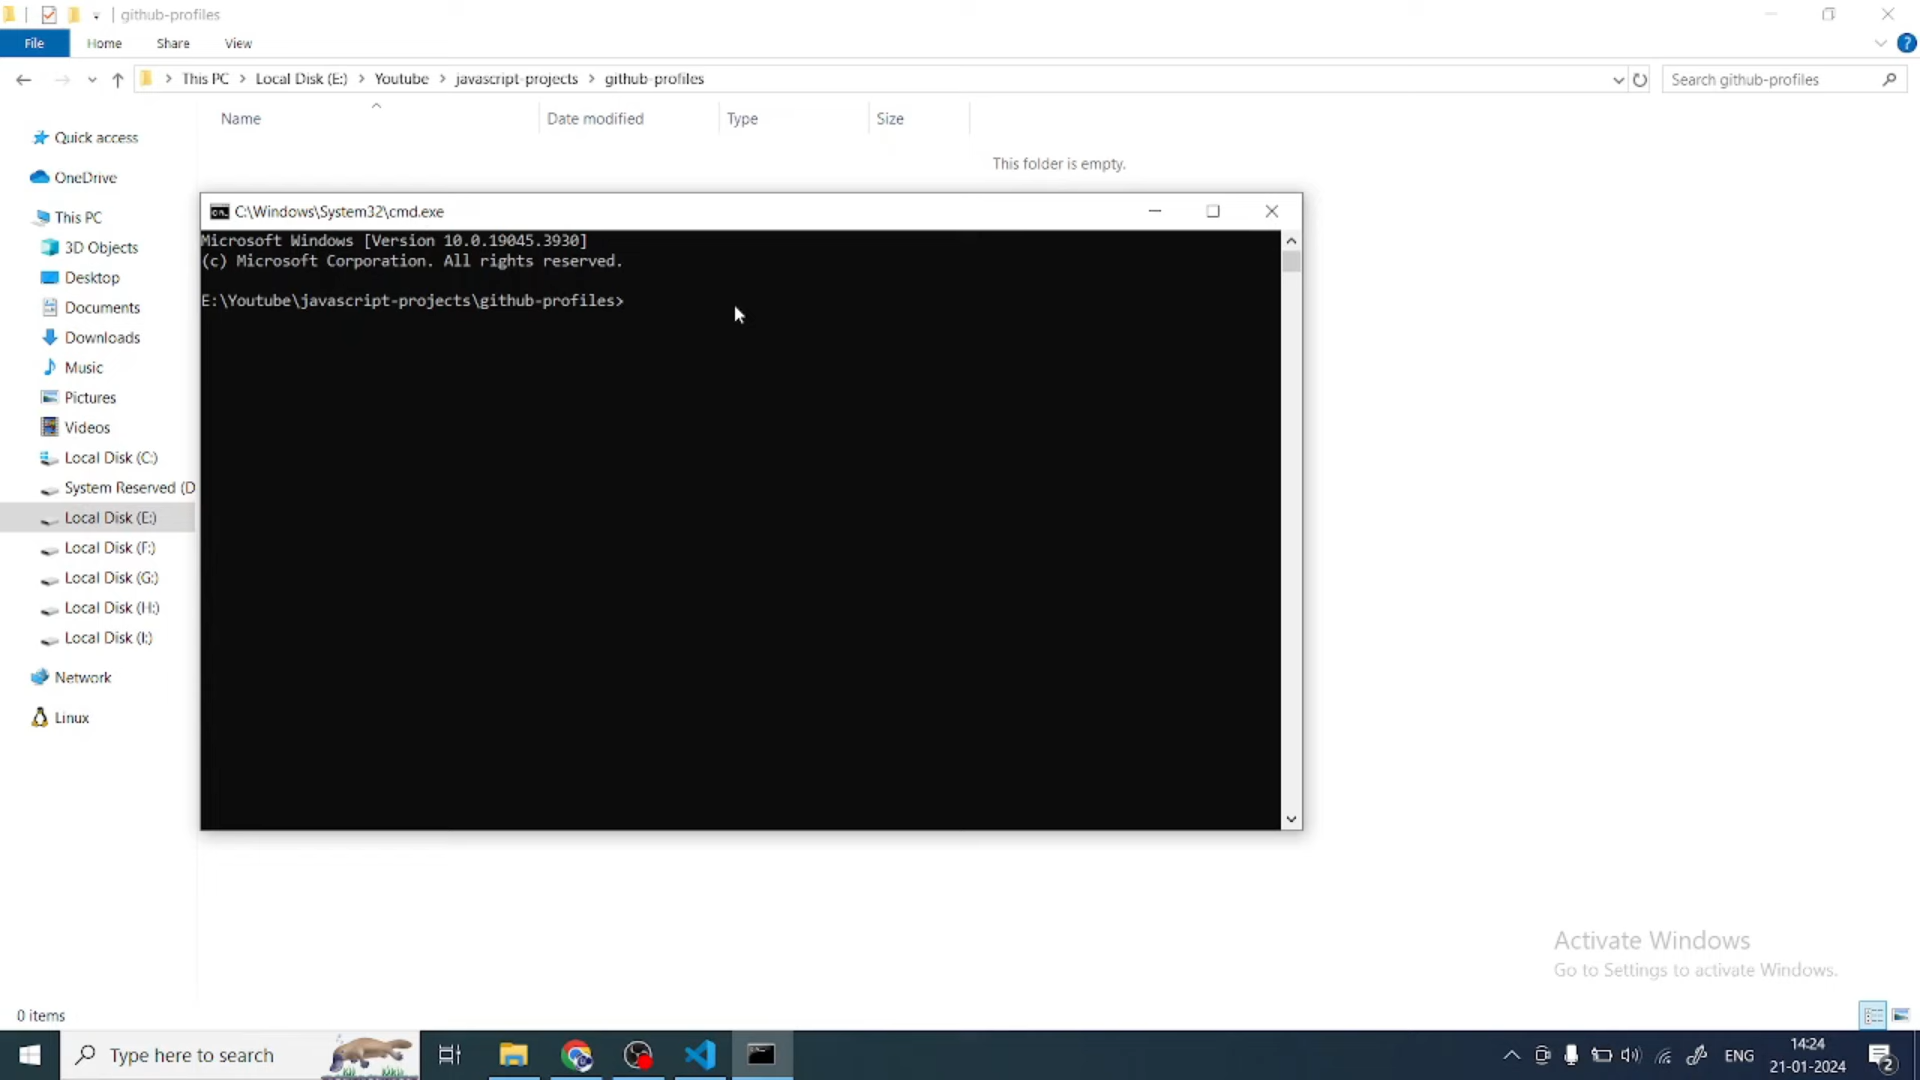 github-profiles
File Home Share View
This PC Local Disk (E:) Youtube javascript-projects github-profiles
Search github-profiles
Name Date modified Type Size
This folder is empty.
Quick access
OneDrive
This PC
3D Objects
Desktop
Documents
Downloads
Music
Pictures
Videos
Local Disk (C:)
System Reserved (D
Local Disk (E:)
Local Disk (F:)
Local Disk (G:)
Local Disk (H:)
Local Disk (I:)
Network
Linux
C:\Windows\System32\cmd.exe
Microsoft Windows [Version 10.0.19045.3930]
(c) Microsoft Corporation. All rights reserved.
E:\Youtube\javascript-projects\github-profiles>
Activate Windows
Go to Settings to activate Windows.
0 items
Type here to search
ENG
14:24
21-01-2024
2